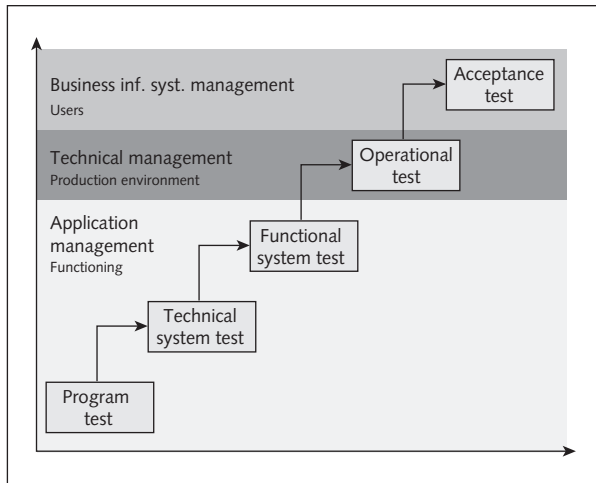 Business inf. syst. management
Users
Acceptance
test
Technical management
Production environment
Operational
test
Application
management
Functioning
Functional
system test
Technical
system test
Program
test